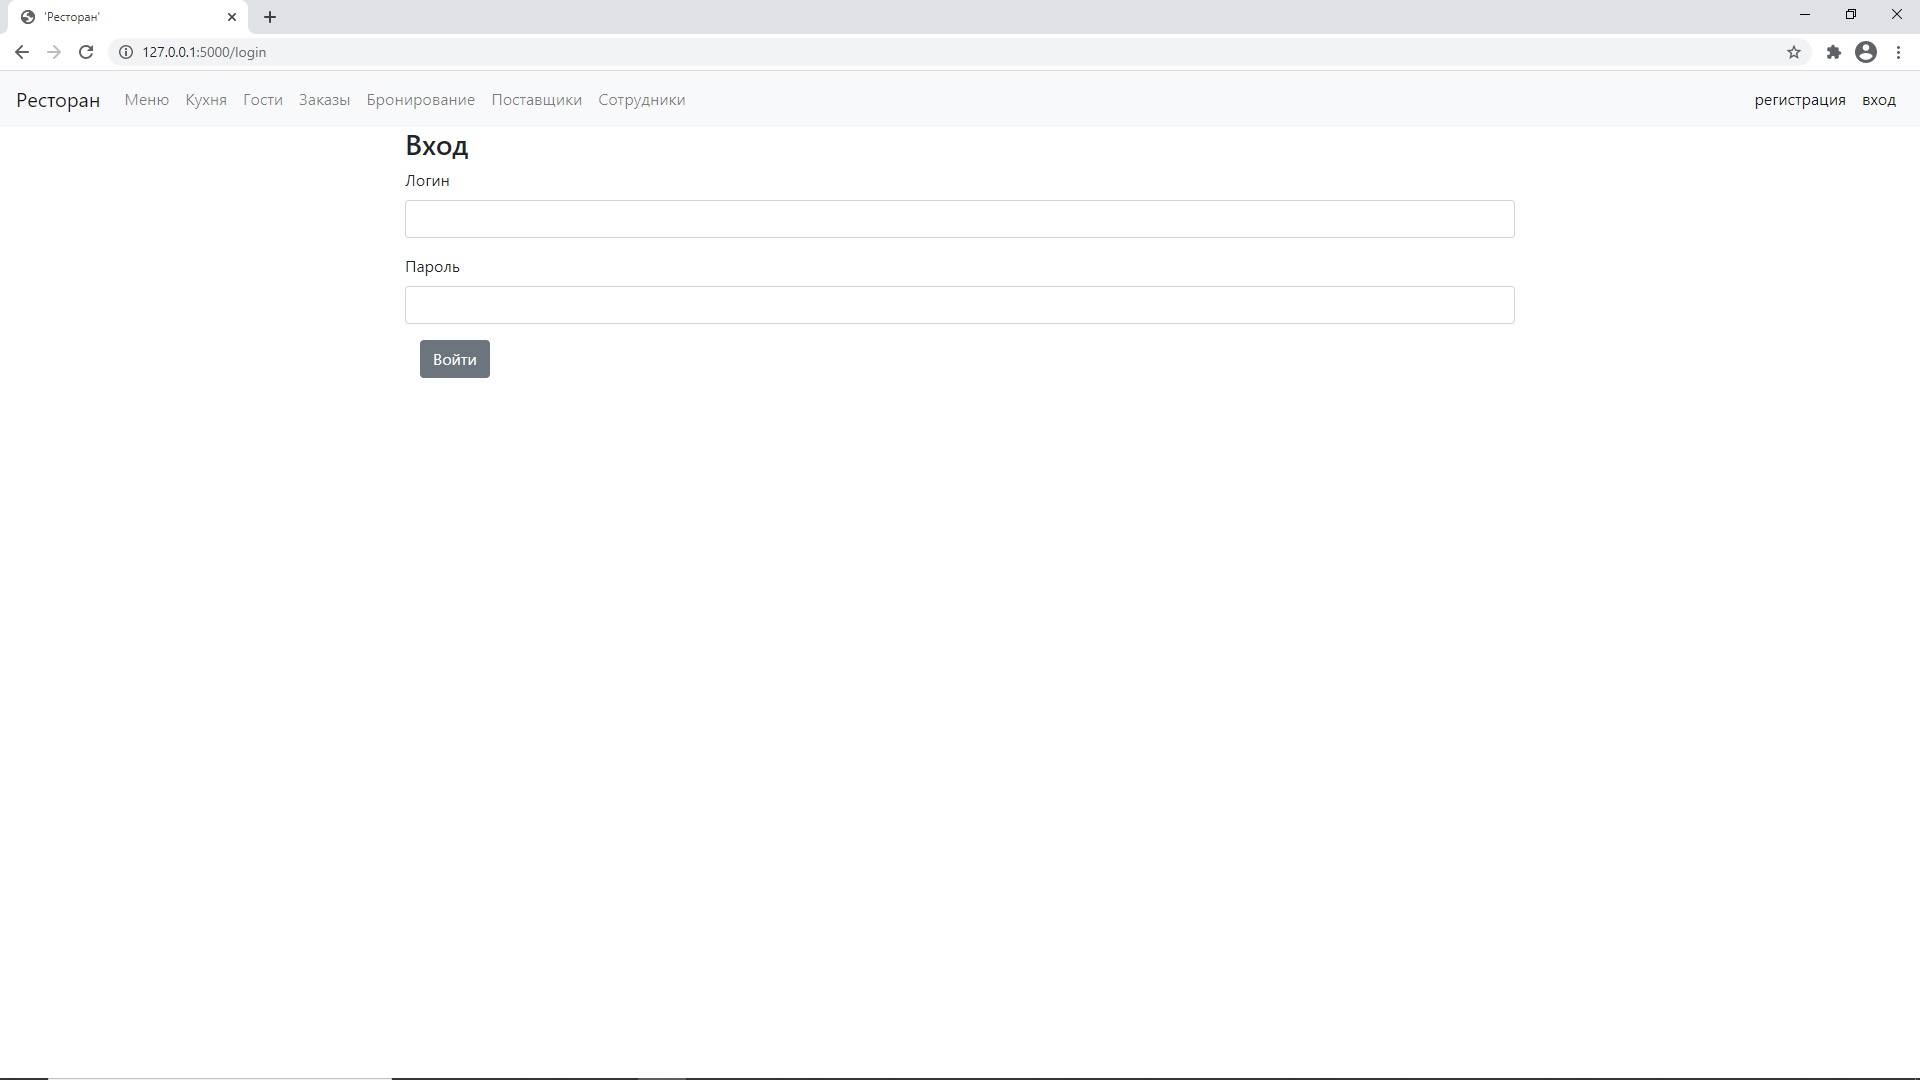 'Ресторан'
127.0.0.1:5000/login
Ресторан Меню Кухня Гости Заказы Бронирование Поставщики Сотрудники регистрация вход
Вход
Логин
Пароль
Войти